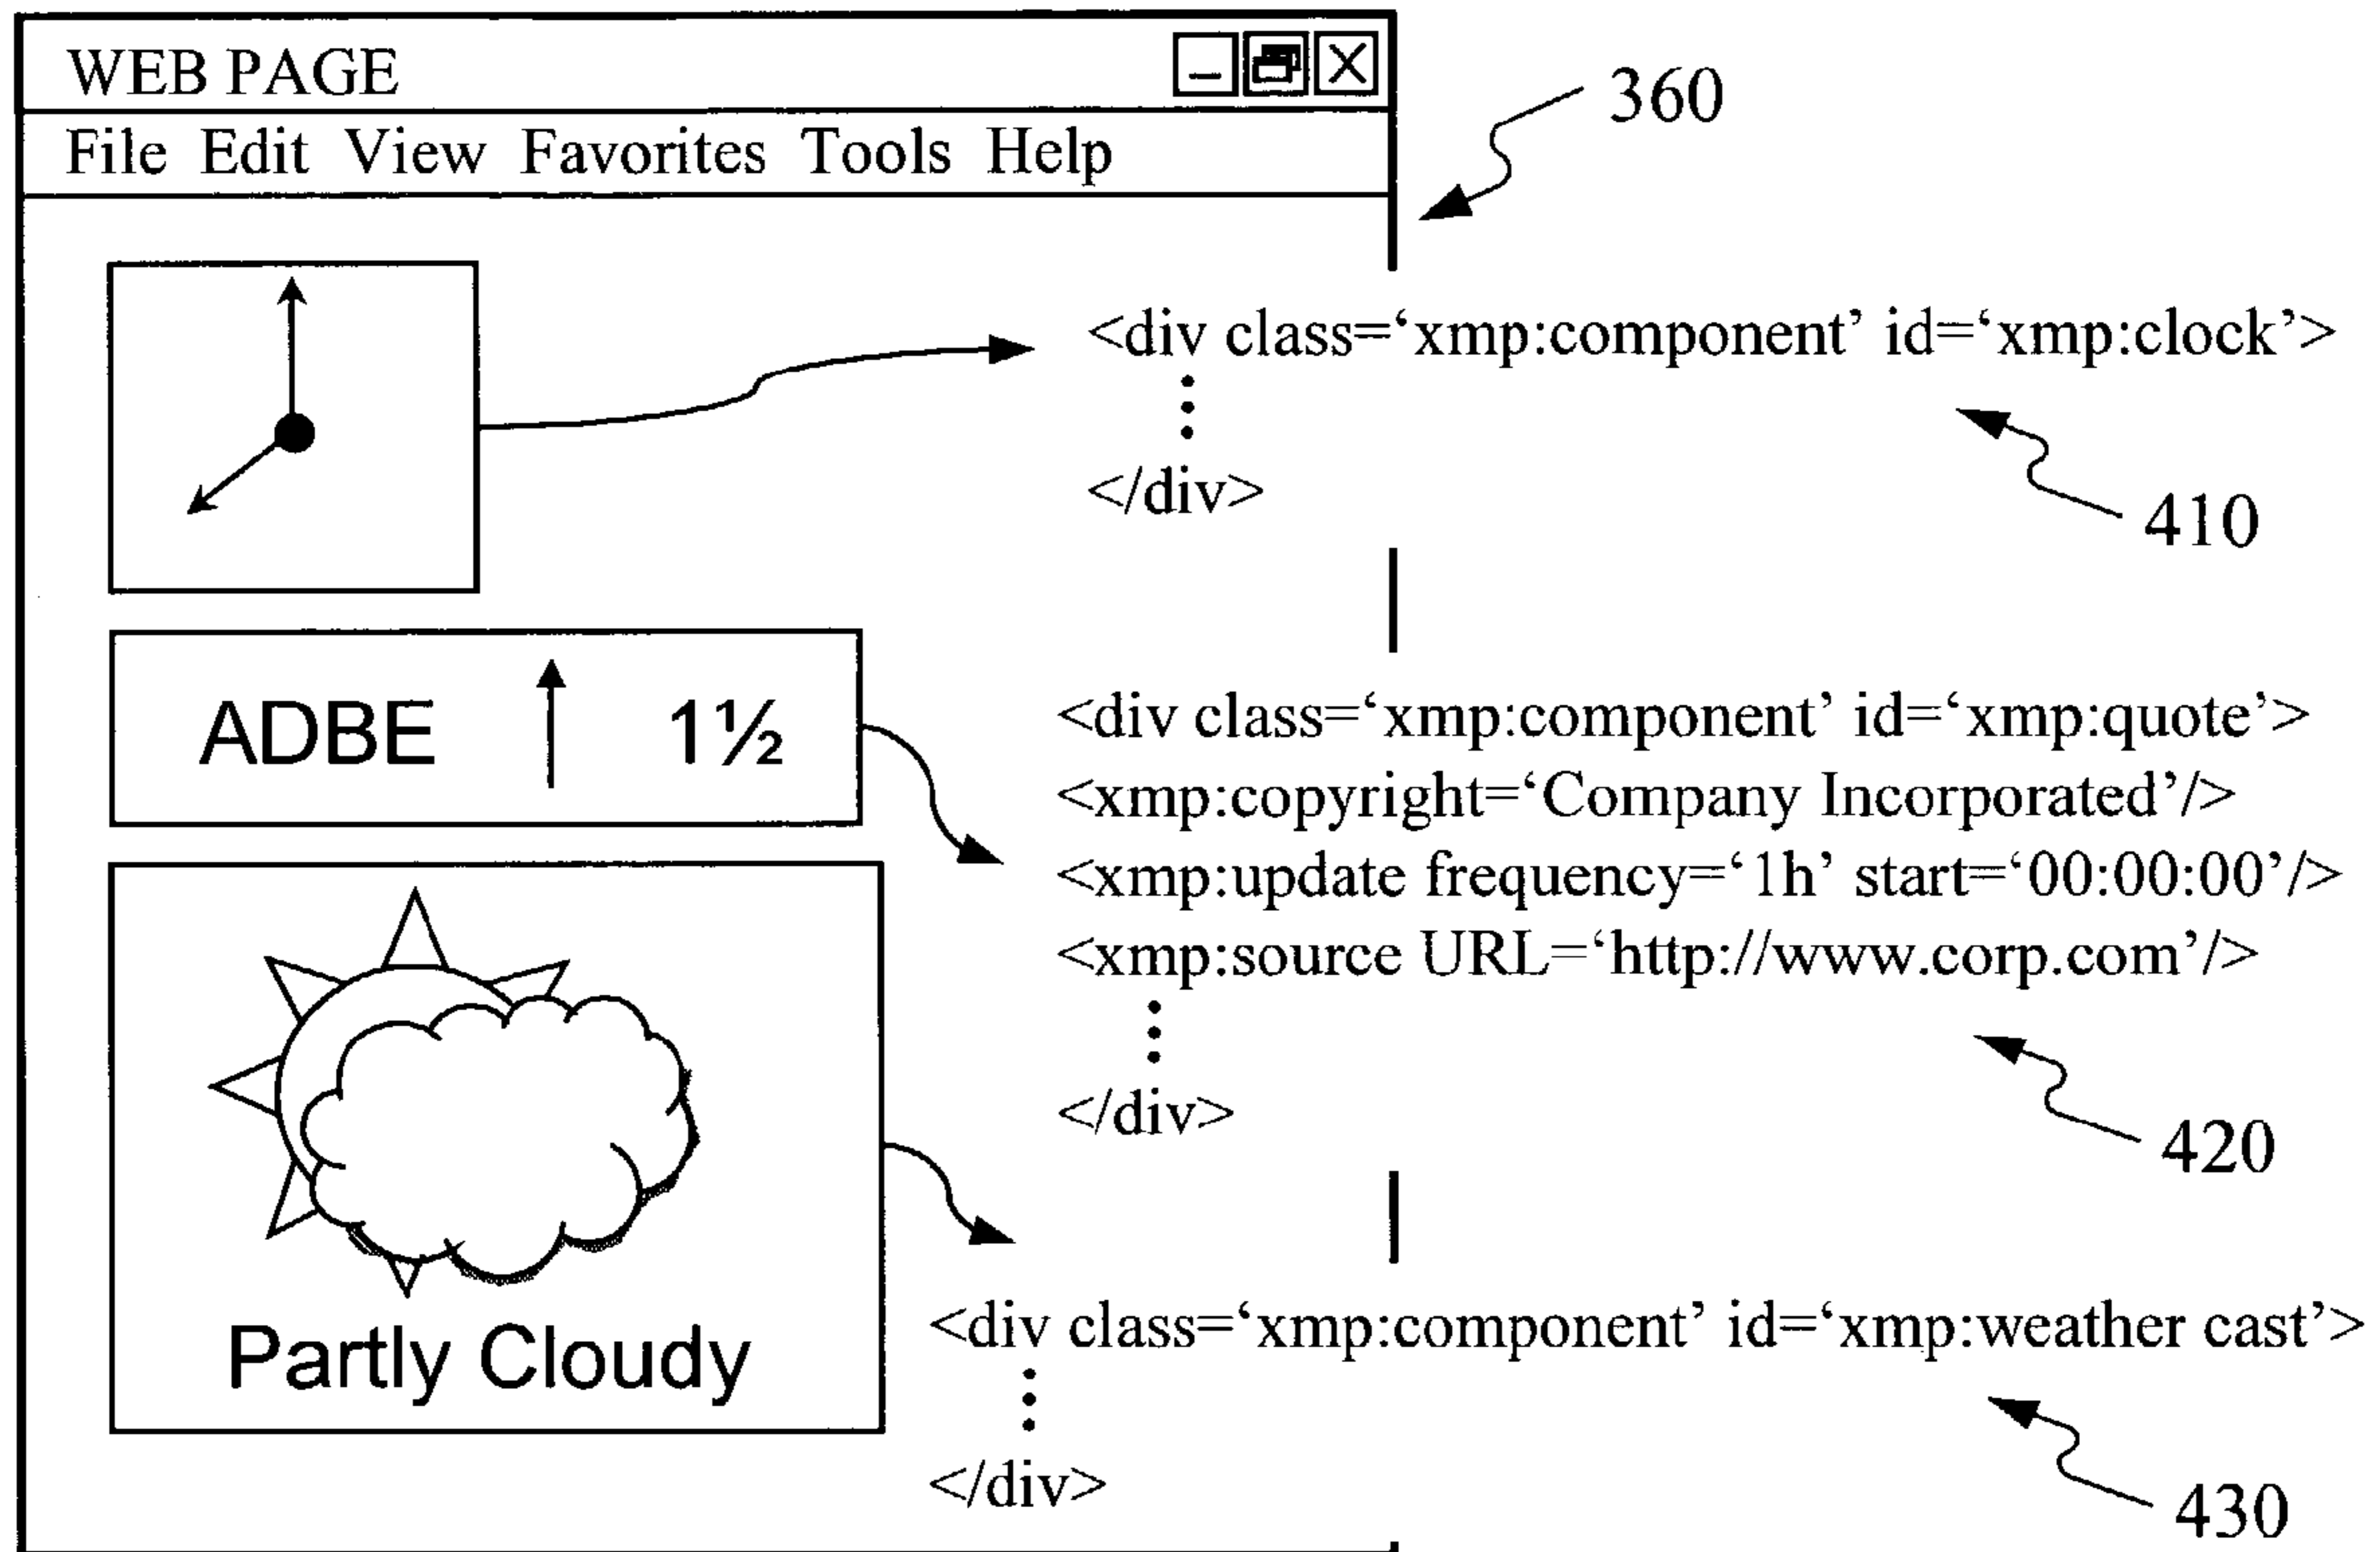 WEB PAGE
File Edit View Favorites Tools Help
360
<div class=‘xmp:component’ id=‘xmp:clock’>
</div>
410
ADBE 1½
<div class=‘xmp:component’ id=‘xmp:quote’>
<xmp:copyright=‘Company Incorporated’/>
<xmp:update frequency=‘1h’ start=‘00:00:00’/>
<xmp:source URL=‘http://www.corp.com’/>
</div>
420
Partly Cloudy
<div class=‘xmp:component’ id=‘xmp:weather cast’>
</div>
430